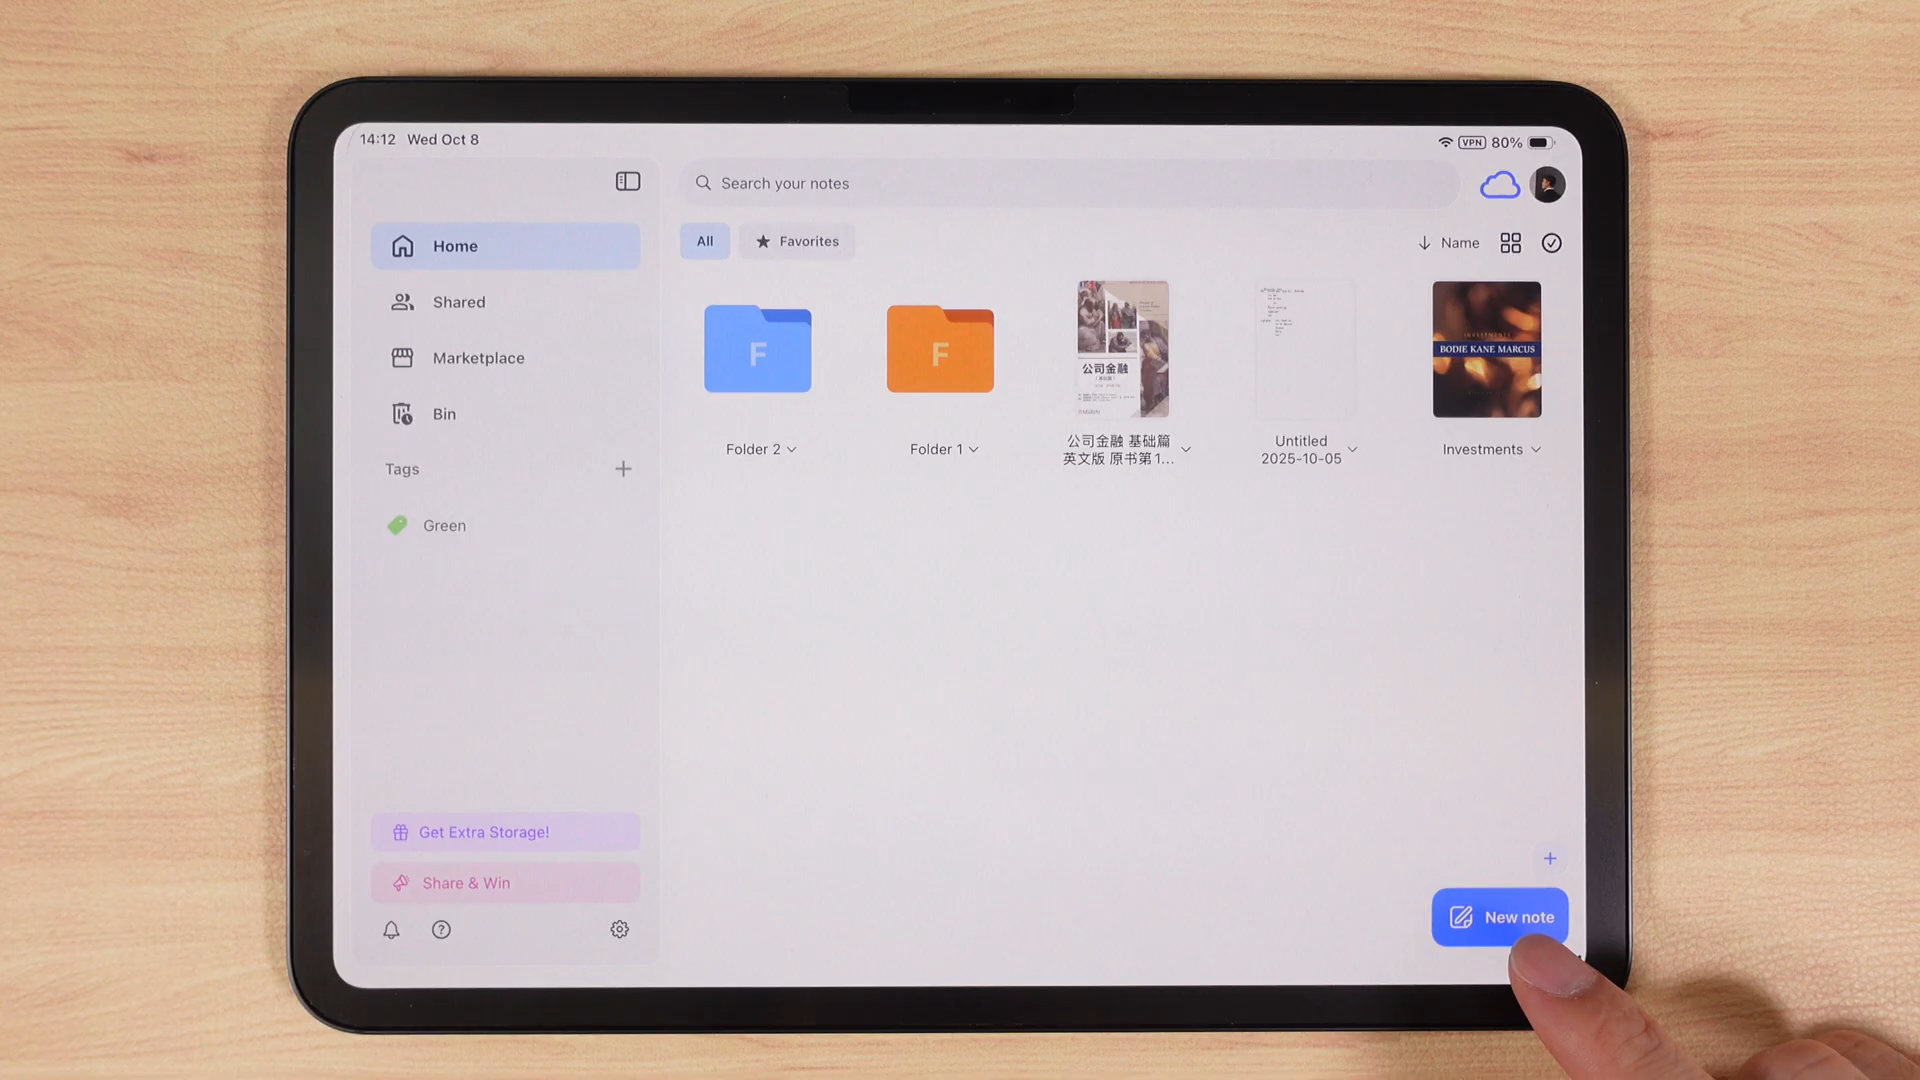 14:12 Wed Oct 8
VPN 80%
Search your notes
Home
Shared
Marketplace
Bin
Tags
Green
Get Extra Storage!
Share & Win
All
Favorites
Name
F
F
公司金融
INVESTMENTS
BODIE KANE MARCUS
Folder 2
Folder 1
公司金融 基础篇
英文版 原书第1...
Untitled
2025-10-05
Investments
New note